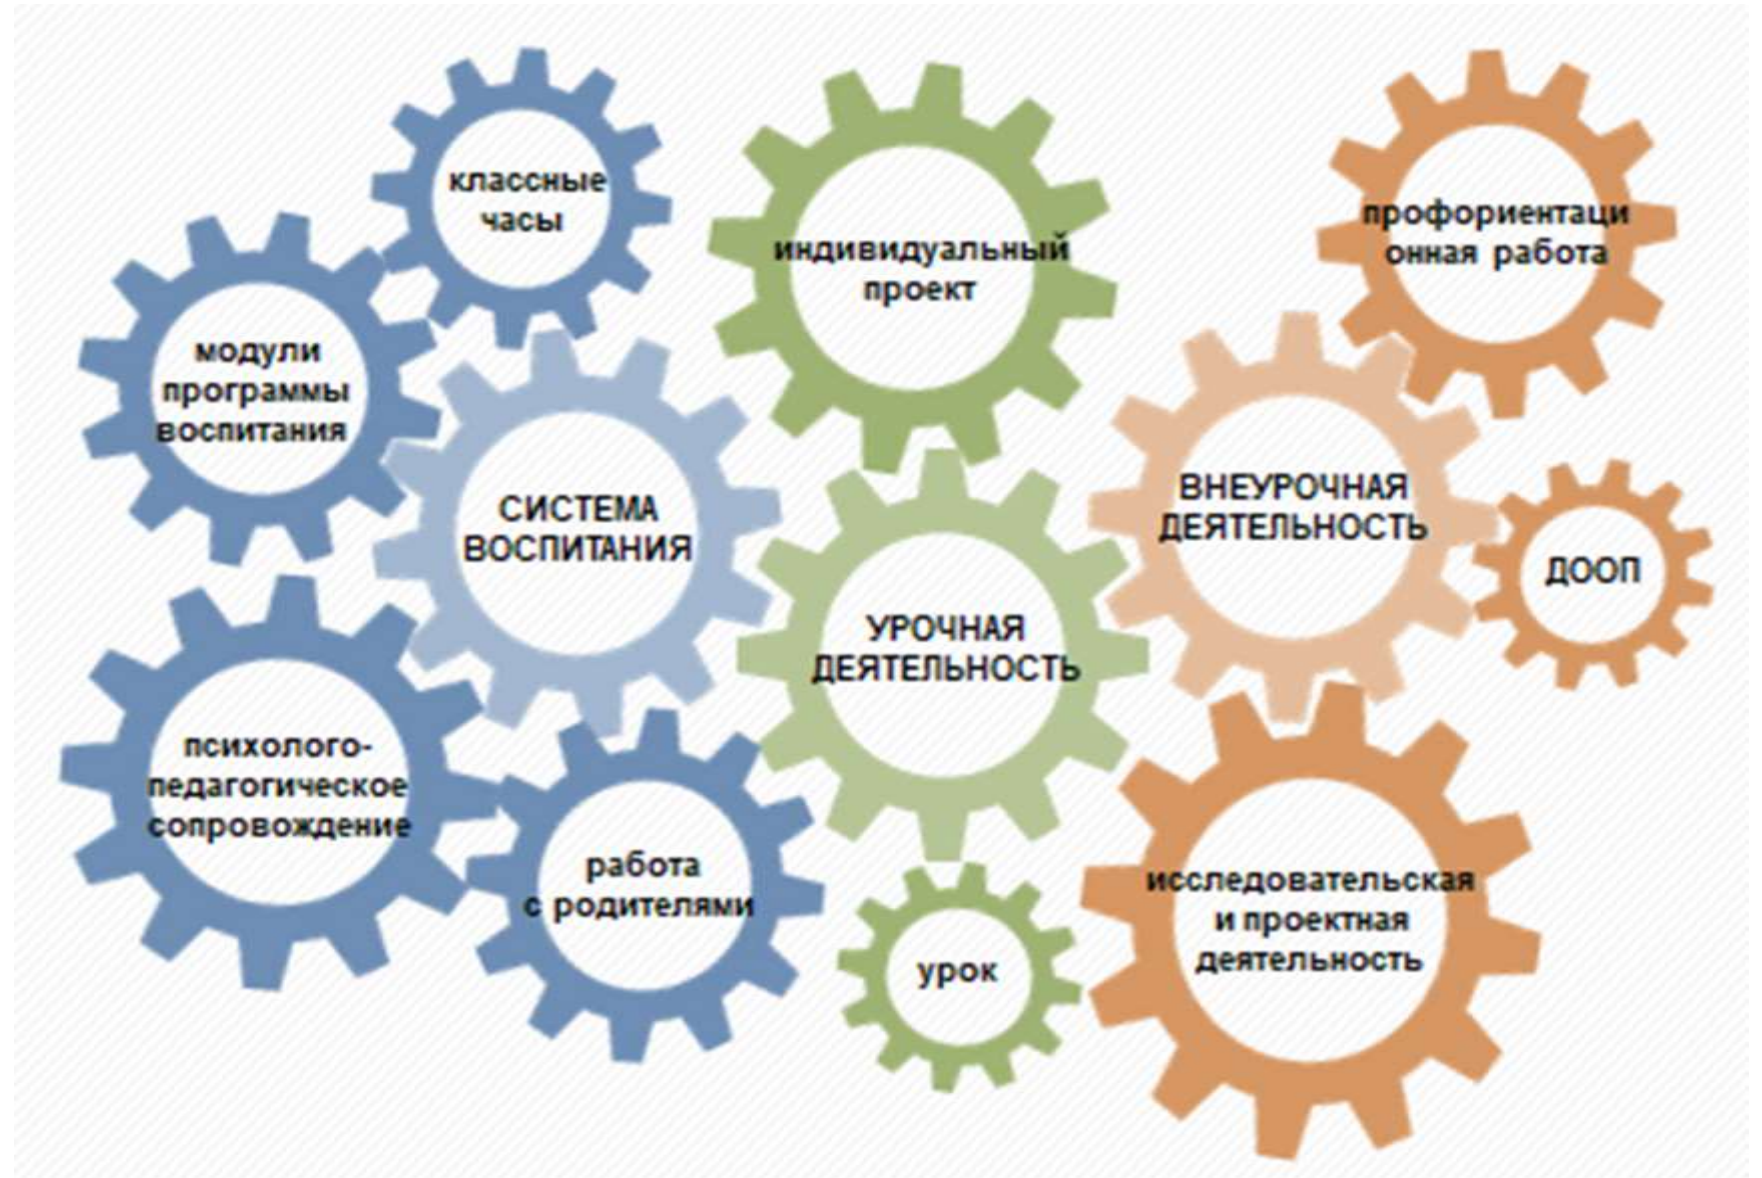 классные
часы
модули
программы
воспитания
СИСТЕМА
ВОСПИТАНИЯ
психолого-
педагогическое
сопровождение
работа
с родителями
индивидуальный
проект
УРОЧНАЯ
ДЕЯТЕЛЬНОСТЬ
урок
профориентаци
онная работа
ВНЕУРОЧНАЯ
ДЕЯТЕЛЬНОСТЬ
ДООП
исследовательская
и проектная
деятельность